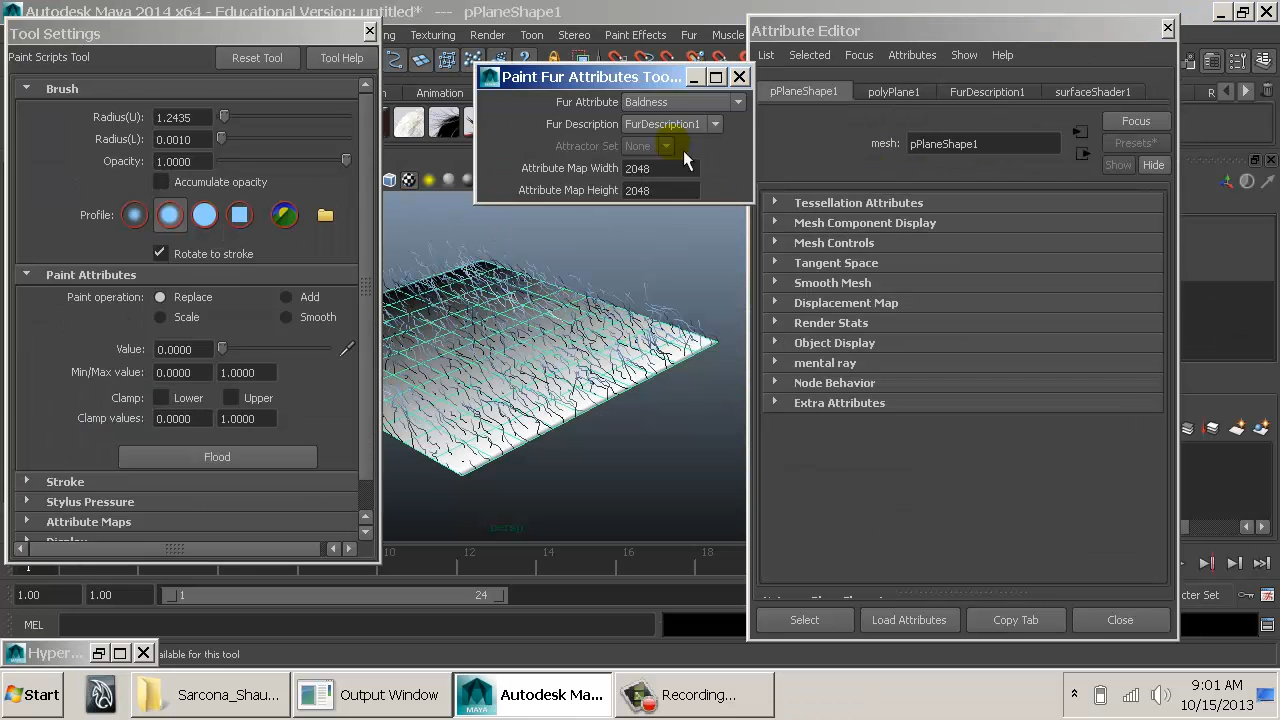 Autodesk Maya 2014 x64 - Educational Version: untitled* --- pPlaneShape1
Tool Settings
Paint Scripts Tool
Reset Tool
Tool Help
Brush
Radius(U): 1.2435
Radius(L): 0.0010
Opacity: 1.0000
Accumulate opacity
Profile:
Rotate to stroke
Paint Attributes
Paint operation: Replace Add
Scale Smooth
Value: 0.0000
Min/Max value: 0.0000 1.0000
Clamp: Lower Upper
Clamp values: 0.0000 1.0000
Flood
Stroke
Stylus Pressure
Attribute Maps
Texturing Render Toon Stereo Paint Effects Fur Muscle
Animation
Paint Fur Attributes Too...
Fur Attribute Baldness
Fur Description FurDescription1
Attractor Set None
Attribute Map Width 2048
Attribute Map Height 2048
persp
Attribute Editor
List Selected Focus Attributes Show Help
pPlaneShape1 polyPlane1 FurDescription1 surfaceShader1
Focus
mesh: pPlaneShape1
Presets*
Show Hide
Tessellation Attributes
Mesh Component Display
Mesh Controls
Tangent Space
Smooth Mesh
Displacement Map
Render Stats
Object Display
mental ray
Node Behavior
Extra Attributes
Select
Load Attributes
Copy Tab
Close
R
10 12 14 16 18
1
1.00 1.00 1 24
cter Set
MEL
Hyper...
ailable for this tool
Start
Sarcona_Shau...
Output Window
Autodesk Ma...
Recording...
9:01 AM
10/15/2013